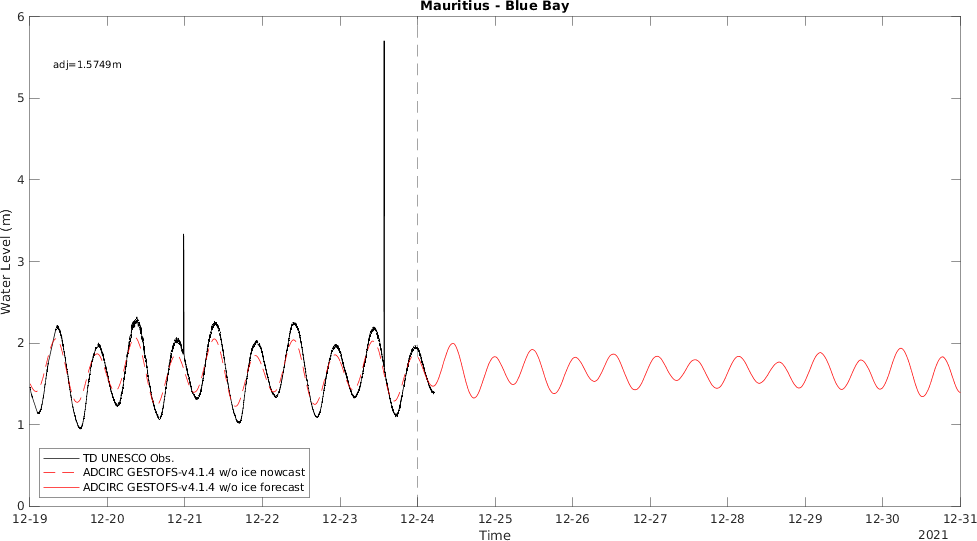 Mauritius - Blue Bay
adj=1.5749m
Water Level (m)
6
5
4
3
2
1
0
TD UNESCO Obs.
ADCIRC GESTOFS-v4.1.4 w/o ice nowcast
ADCIRC GESTOFS-v4.1.4 w/o ice forecast
12-19 12-20 12-21 12-22 12-23 12-24 12-25 12-26 12-27 12-28 12-29 12-30 12-31
Time
2021